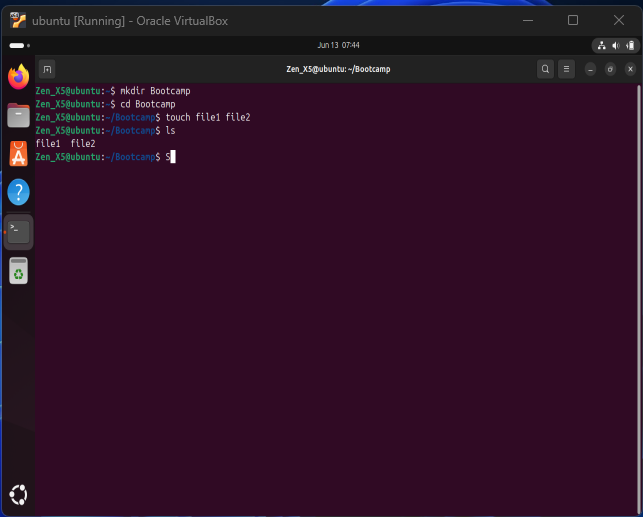 ubuntu [Running] - Oracle VirtualBox
Jun 13 07:44
Zen_X5@ubuntu: ~/Bootcamp
Zen_X5@ubuntu:~$ mkdir Bootcamp
Zen_X5@ubuntu:~$ cd Bootcamp
Zen_X5@ubuntu:~/Bootcamp$ touch file1 file2
Zen_X5@ubuntu:~/Bootcamp$ ls
file1  file2
Zen_X5@ubuntu:~/Bootcamp$ S